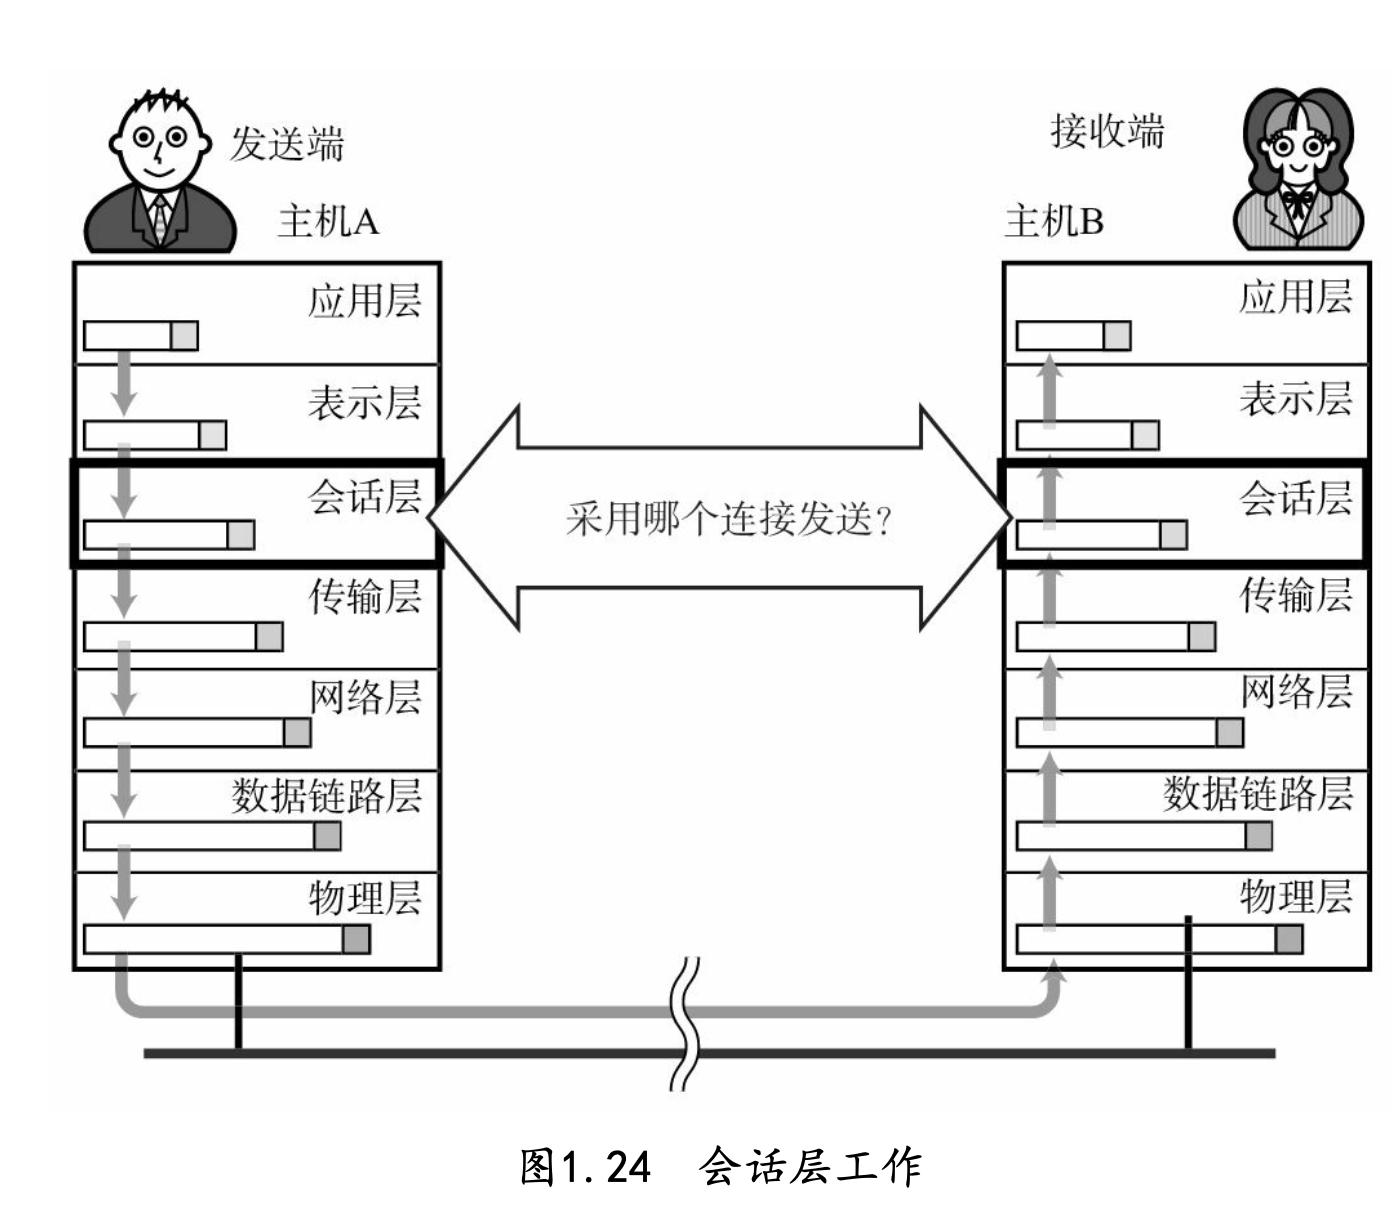 发送端
接收端
主机A
主机B
应用层
表示层
会话层
传输层
网络层
数据链路层
物理层
采用哪个连接发送?
应用层
表示层
会话层
传输层
网络层
数据链路层
物理层
图1.24 会话层工作